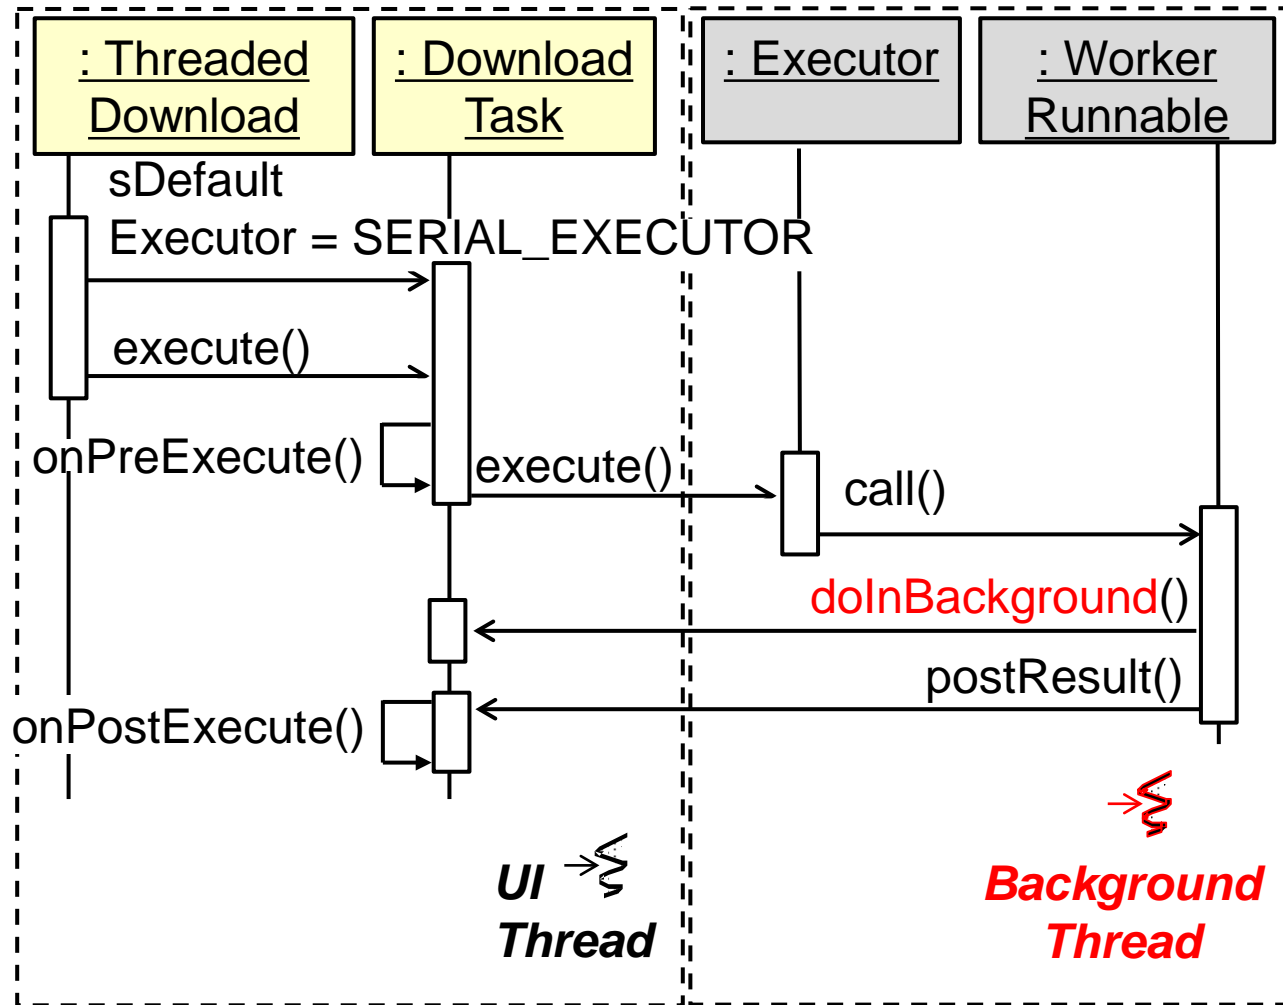 : Threaded
Download
: Download
Task
: Executor
: Worker
Runnable
sDefault
Executor = SERIAL_EXECUTOR
execute()
onPreExecute()
execute()
call()
doInBackground()
postResult()
onPostExecute()
UI
Thread
Background
Thread